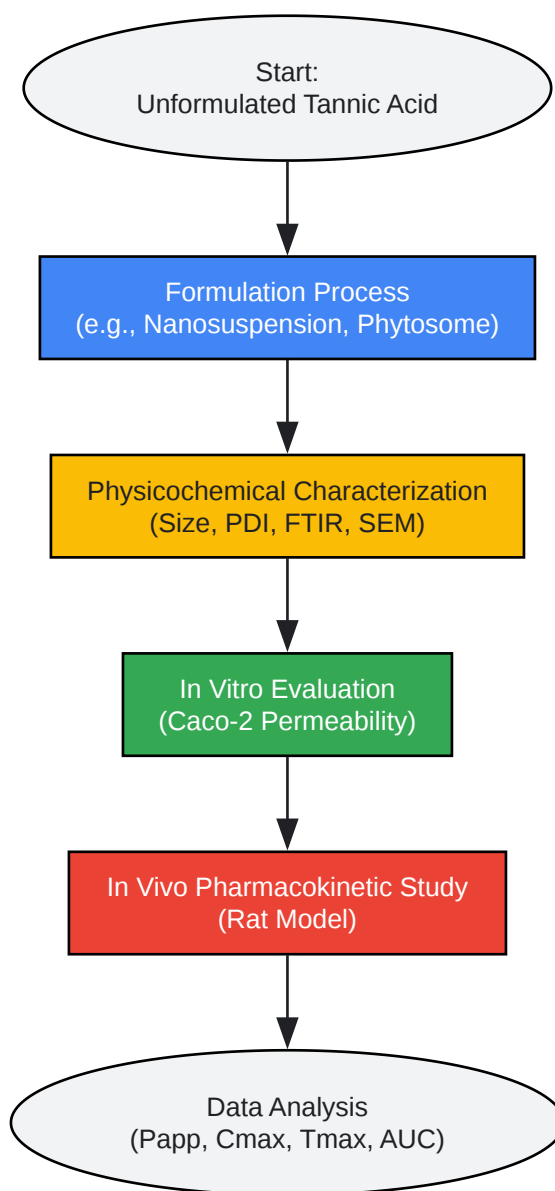 Start:
Unformulated Tannic Acid
Formulation Process
(e.g., Nanosuspension, Phytosome)
Physicochemical Characterization
(Size, PDI, FTIR, SEM)
In Vitro Evaluation
(Caco-2 Permeability)
In Vivo Pharmacokinetic Study
(Rat Model)
Data Analysis
(Papp, Cmax, Tmax, AUC)